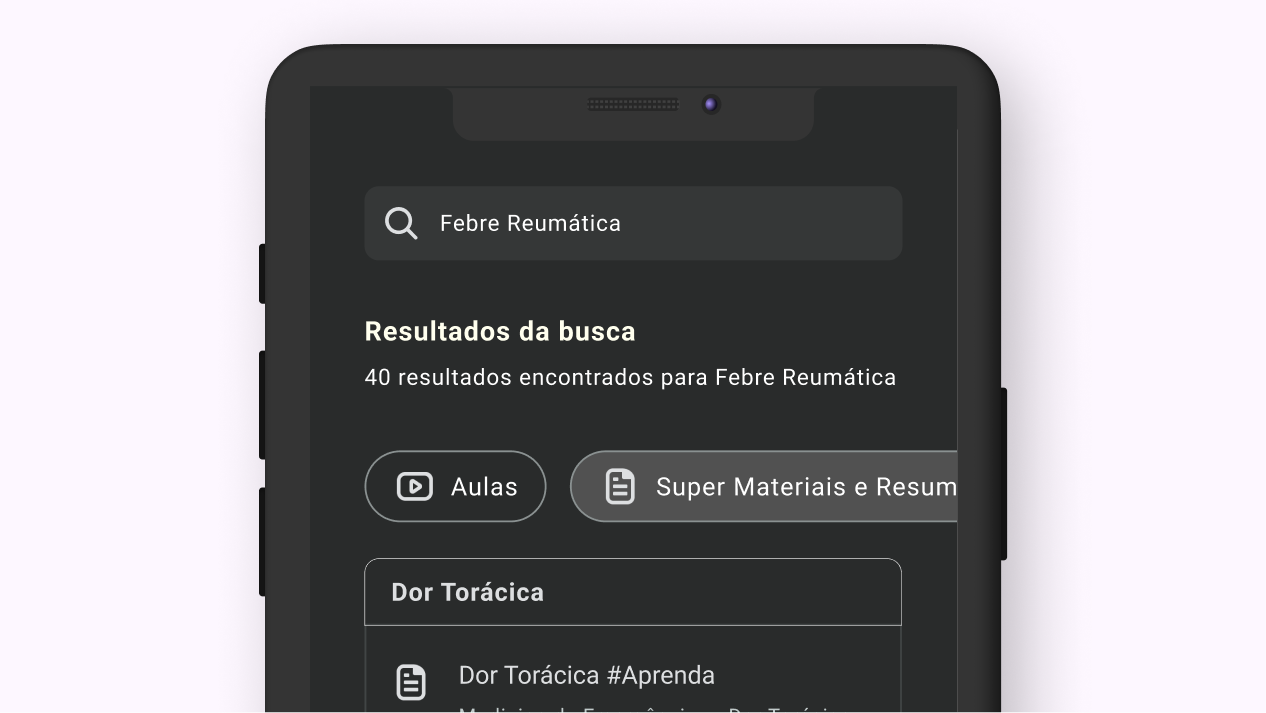 Febre Reumática
Resultados da busca
40 resultados encontrados para Febre Reumática
Aulas
Super Materiais e Resum
Dor Torácica
Dor Torácica #Aprenda